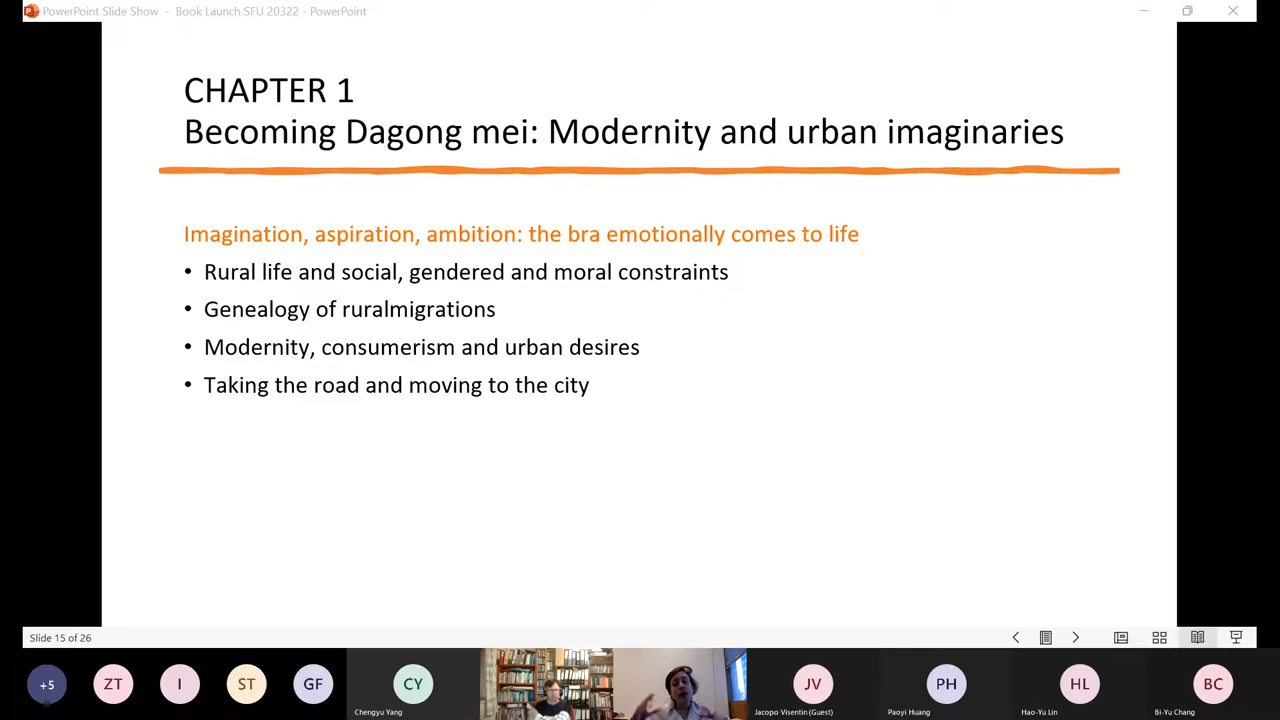 PowerPoint Slide Show - Book Launch SFU 20322 - PowerPoint
CHAPTER 1
Becoming Dagong mei: Modernity and urban imaginaries
Imagination, aspiration, ambition: the bra emotionally comes to life
• Rural life and social, gendered and moral constraints
• Genealogy of ruralmigrations
• Modernity, consumerism and urban desires
• Taking the road and moving to the city
Slide 15 of 26
+5
ZT
I
ST
GF
CY
Chengyu Yang
JV
Jacopo Visentin (Guest)
PH
Paoyi Huang
HL
Hao-Yu Lin
BC
Bi-Yu Chang